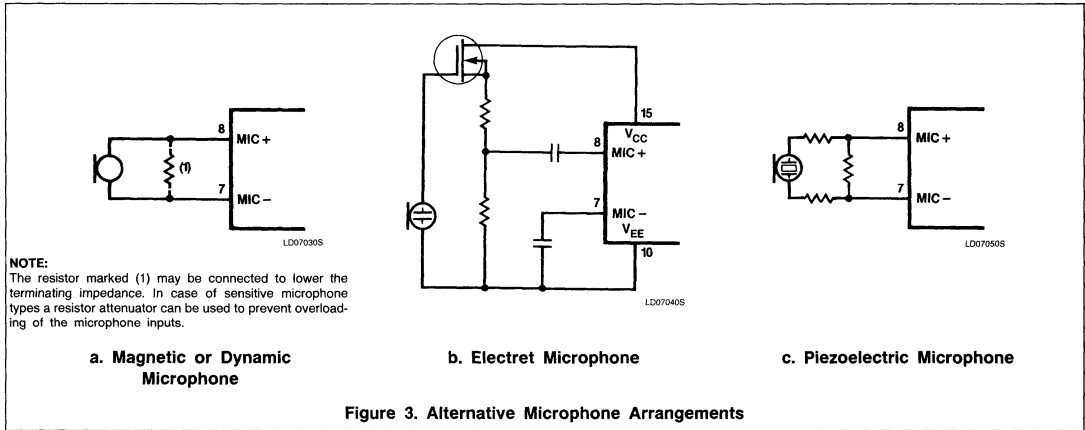 8
MIC+
(1)
7
MIC−
LD07030S
NOTE:
The resistor marked (1) may be connected to lower the
terminating impedance. In case of sensitive microphone
types a resistor attenuator can be used to prevent overload-
ing of the microphone inputs.
a. Magnetic or Dynamic
Microphone
15
VCC
8
MIC+
7
MIC−
VEE
10
LD07040S
b. Electret Microphone
8
MIC+
7
MIC−
LD07050S
c. Piezoelectric Microphone
Figure 3. Alternative Microphone Arrangements